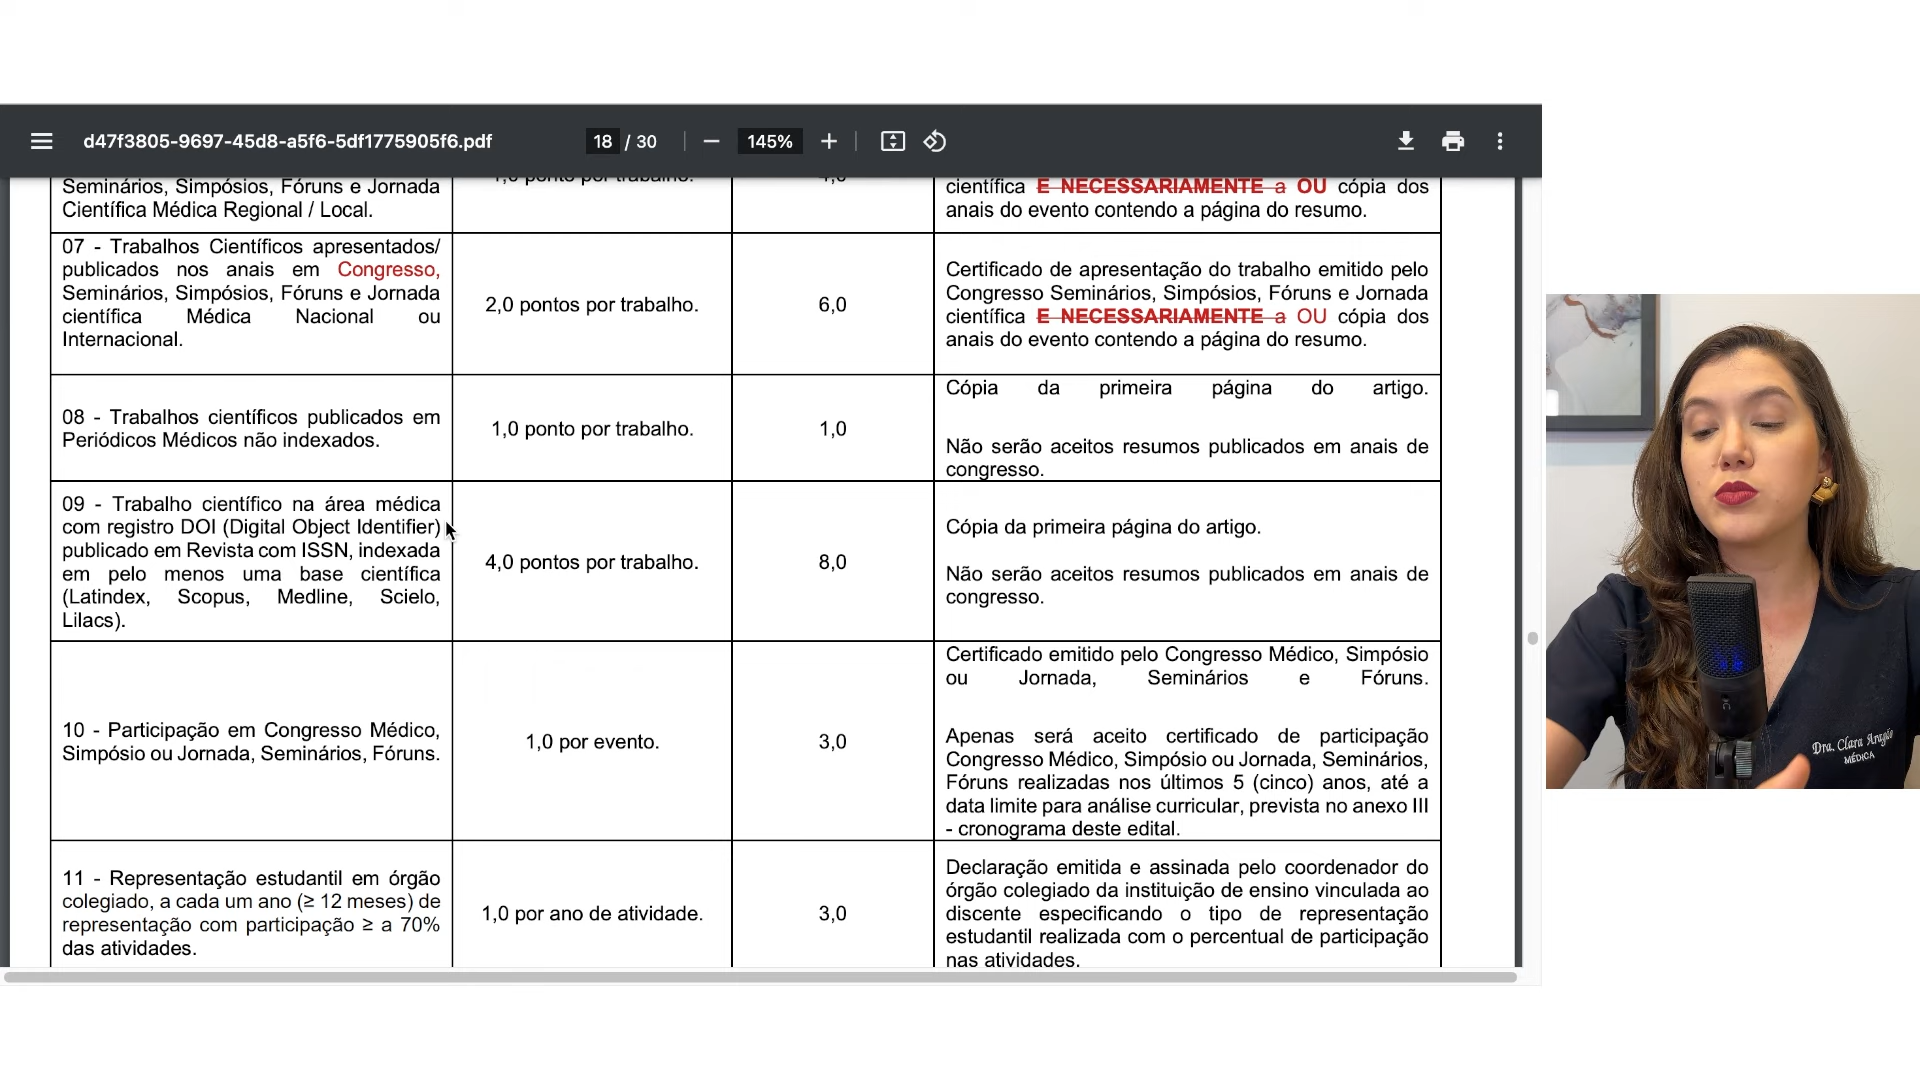 d47f3805-9697-45d8-a5f6-5df1775905f6.pdf
18 / 30
145%
Seminários, Simpósios, Fóruns e Jornada
Científica Médica Regional / Local.
1,0 ponto por trabalho.
4,0
científica E NECESSARIAMENTE a OU cópia dos
anais do evento contendo a página do resumo.
07 - Trabalhos Científicos apresentados/
publicados nos anais em Congresso,
Seminários, Simpósios, Fóruns e Jornada
científica Médica Nacional ou
Internacional.
2,0 pontos por trabalho.
6,0
Certificado de apresentação do trabalho emitido pelo
Congresso Seminários, Simpósios, Fóruns e Jornada
científica E NECESSARIAMENTE a OU cópia dos
anais do evento contendo a página do resumo.
08 - Trabalhos científicos publicados em
Periódicos Médicos não indexados.
1,0 ponto por trabalho.
1,0
Cópia da primeira página do artigo.
Não serão aceitos resumos publicados em anais de
congresso.
09 - Trabalho científico na área médica
com registro DOI (Digital Object Identifier)
publicado em Revista com ISSN, indexada
em pelo menos uma base científica
(Latindex, Scopus, Medline, Scielo,
Lilacs).
4,0 pontos por trabalho.
8,0
Cópia da primeira página do artigo.
Não serão aceitos resumos publicados em anais de
congresso.
10 - Participação em Congresso Médico,
Simpósio ou Jornada, Seminários, Fóruns.
1,0 por evento.
3,0
Certificado emitido pelo Congresso Médico, Simpósio
ou Jornada, Seminários e Fóruns.
Apenas será aceito certificado de participação
Congresso Médico, Simpósio ou Jornada, Seminários,
Fóruns realizadas nos últimos 5 (cinco) anos, até a
data limite para análise curricular, prevista no anexo III
- cronograma deste edital.
11 - Representação estudantil em órgão
colegiado, a cada um ano (≥ 12 meses) de
representação com participação ≥ a 70%
das atividades.
1,0 por ano de atividade.
3,0
Declaração emitida e assinada pelo coordenador do
órgão colegiado da instituição de ensino vinculada ao
discente especificando o tipo de representação
estudantil realizada com o percentual de participação
nas atividades.
Dra. Clara Aragão
MÉDICA